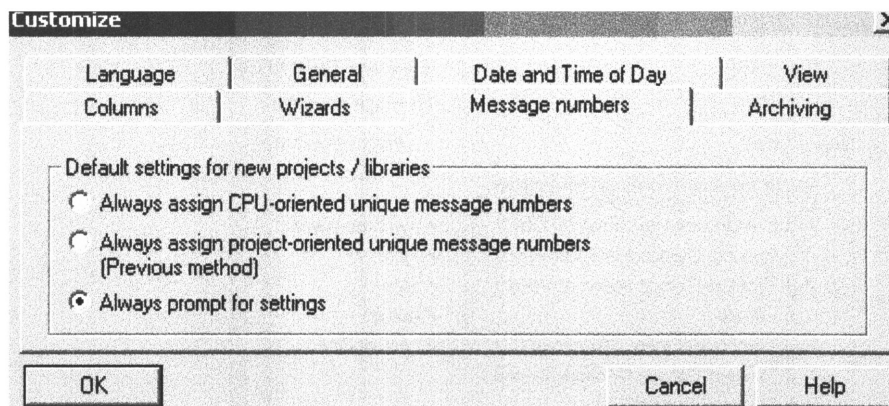 Customize
Language General Date and Time of Day View
Columns Wizards Message numbers Archiving
Default settings for new projects / libraries
Always assign CPU-oriented unique message numbers
Always assign project-oriented unique message numbers
(Previous method)
Always prompt for settings
OK Cancel Help